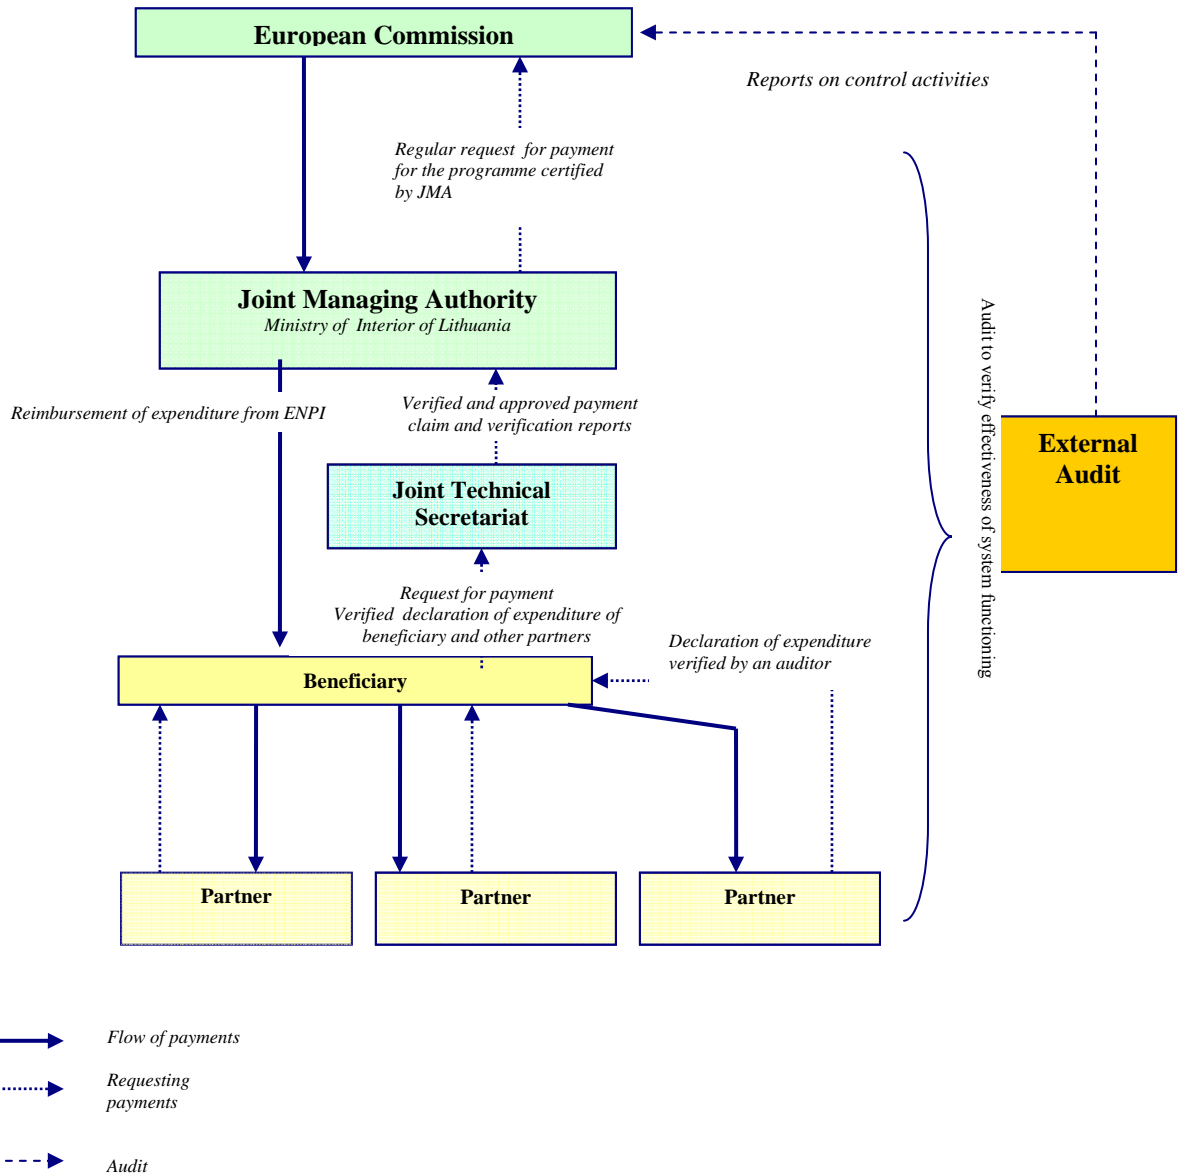 European Commission
Reports on control activities
Regular request for payment
for the programme certified
by JMA
Joint Managing Authority
Ministry of Interior of Lithuania
Reimbursement of expenditure from ENPI
Verified and approved payment
claim and verification reports
Audit to verify effectiveness of system functioning
External
Audit
Joint Technical
Secretariat
Request for payment
Verified declaration of expenditure of
beneficiary and other partners
Declaration of expenditure
verified by an auditor
Beneficiary
Partner
Partner
Partner
Flow of payments
Requesting
payments
Audit